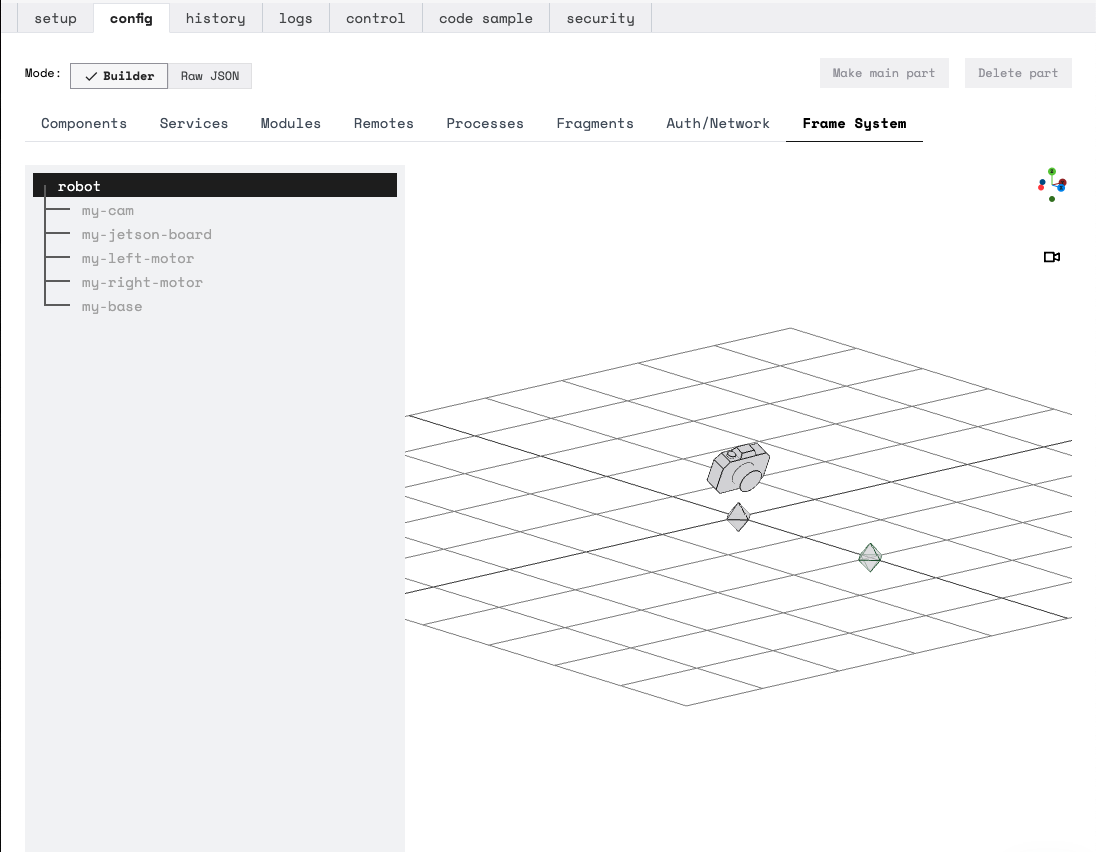 setup config history logs control code sample security
Mode: Builder Raw JSON Make main part Delete part
Components Services Modules Remotes Processes Fragments Auth/Network Frame System
robot
my-cam
my-jetson-board
my-left-motor
my-right-motor
my-base